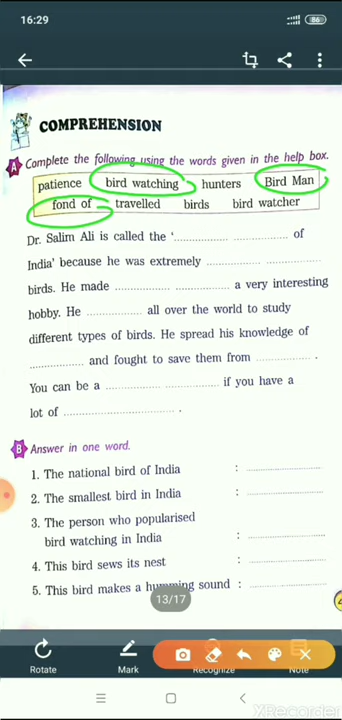 16:29
86
COMPREHENSION
A Complete the following using the words given in the help box.
patience bird watching hunters Bird Man
fond of travelled birds bird watcher
Dr. Salim Ali is called the '.................. .................. of
India' because he was extremely .................. ..................
birds. He made .................. .................. a very interesting
hobby. He .................. all over the world to study
different types of birds. He spread his knowledge of
.................. and fought to save them from .................. .
You can be a .................. .................. if you have a
lot of .................................... .
B Answer in one word.
1. The national bird of India : ........................
2. The smallest bird in India : ........................
3. The person who popularised
bird watching in India : ........................
4. This bird sews its nest : ........................
5. This bird makes a humming sound : ........................
13/17
Rotate Mark Recognize Note
XRecorder